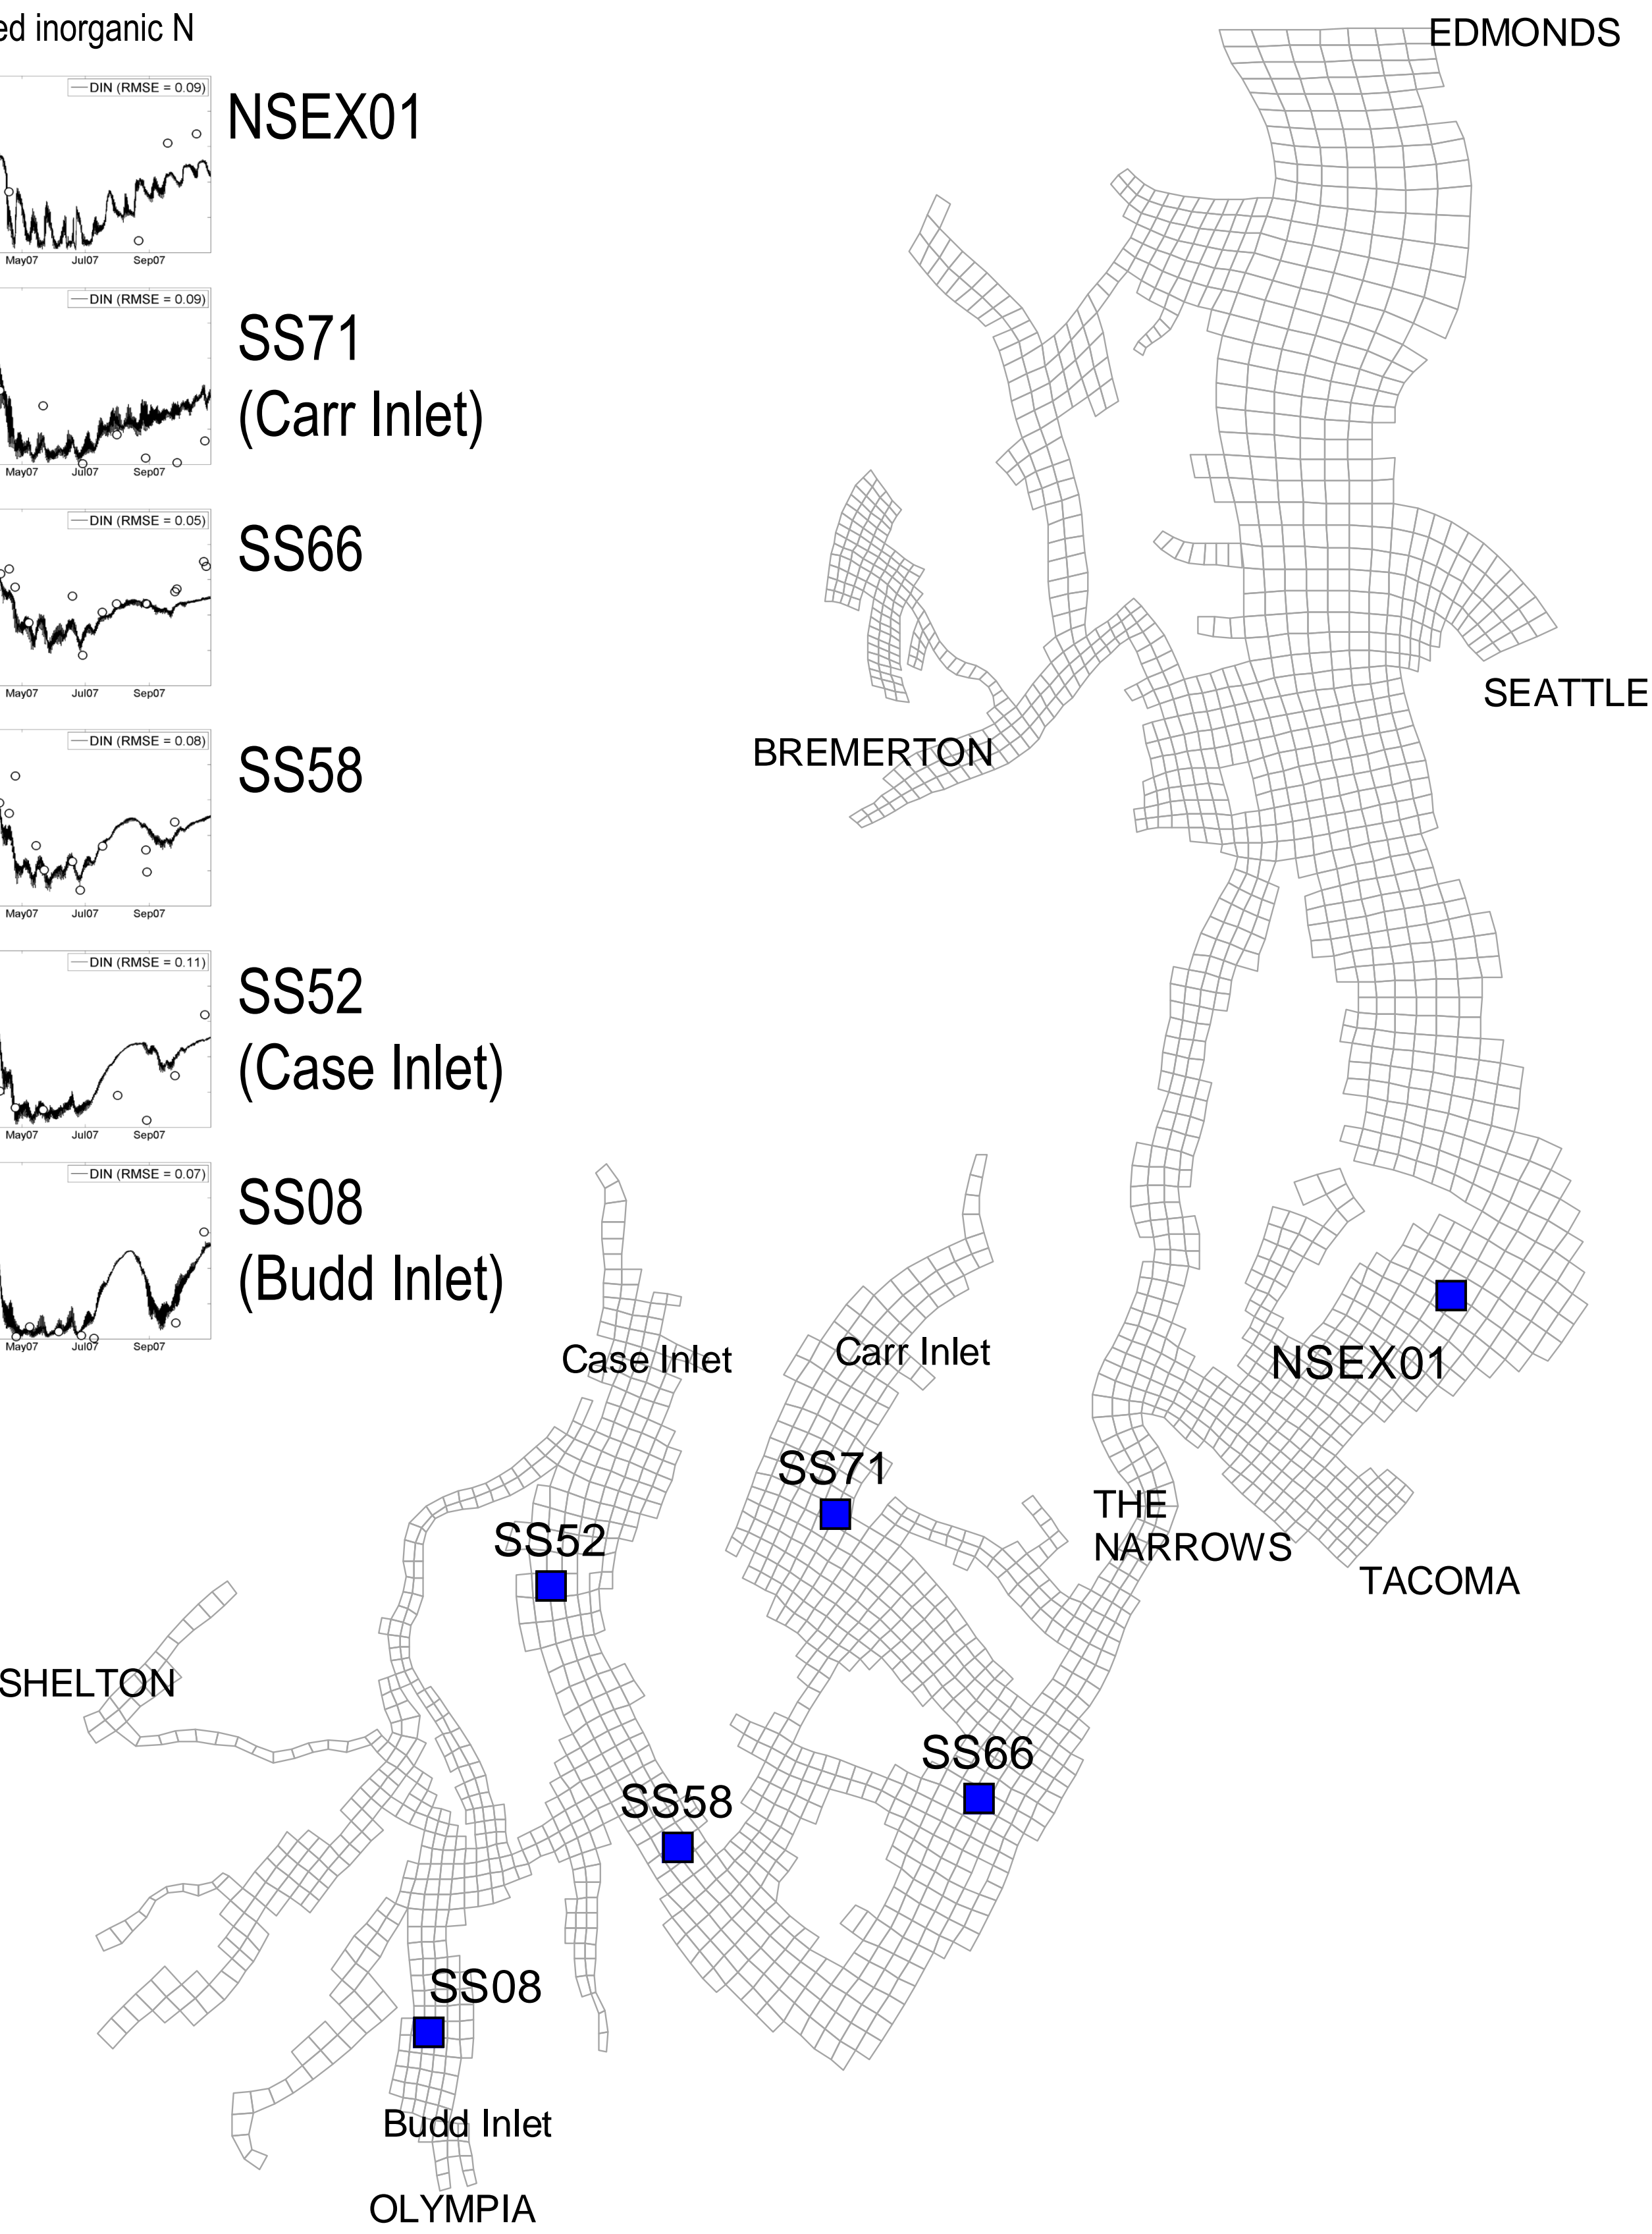 ed inorganic N
DIN (RMSE = 0.09)
NSEX01
May07 Jul07 Sep07
DIN (RMSE = 0.09)
SS71
(Carr Inlet)
May07 Jul07 Sep07
DIN (RMSE = 0.05)
SS66
May07 Jul07 Sep07
DIN (RMSE = 0.08)
SS58
May07 Jul07 Sep07
DIN (RMSE = 0.11)
SS52
(Case Inlet)
May07 Jul07 Sep07
DIN (RMSE = 0.07)
SS08
(Budd Inlet)
May07 Jul07 Sep07
EDMONDS
SEATTLE
BREMERTON
Case Inlet
Carr Inlet
NSEX01
SS71
THE
NARROWS
SS52
TACOMA
SHELTON
SS66
SS58
SS08
Budd Inlet
OLYMPIA